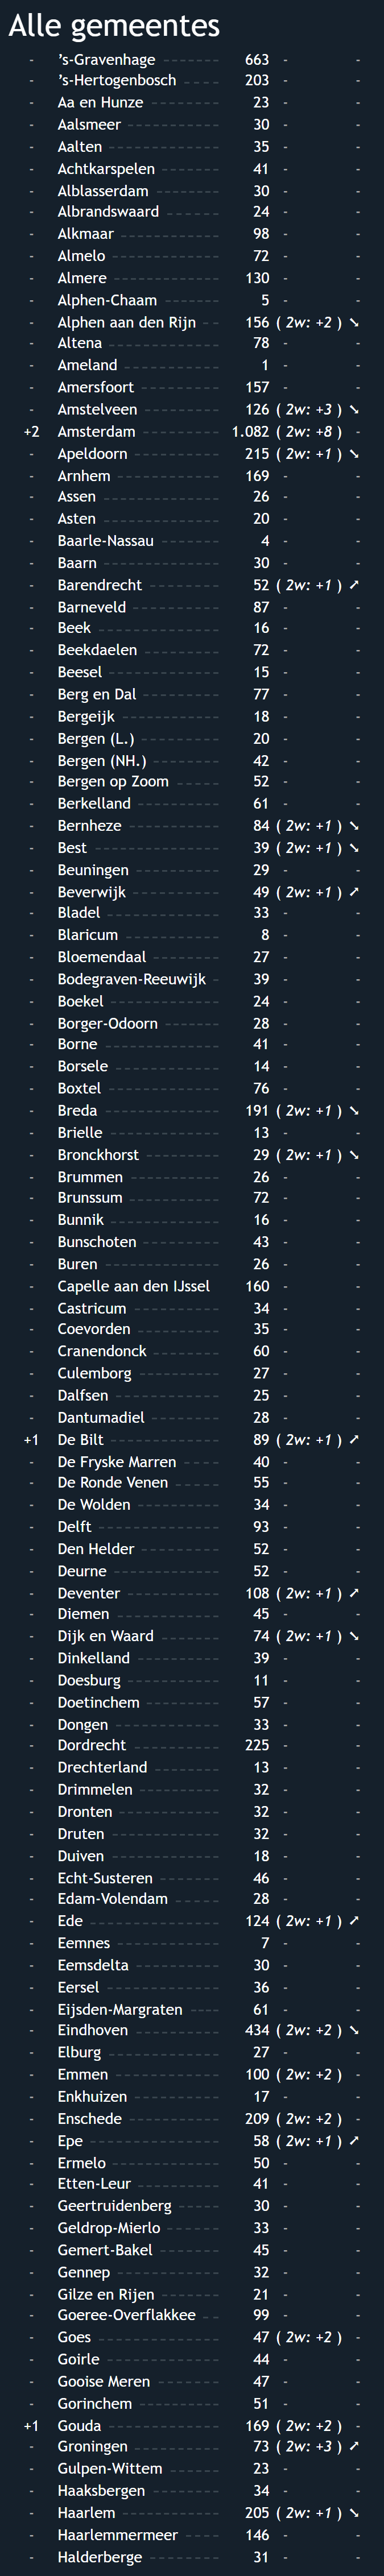 Alle gemeentes
- 's-Gravenhage 663 - -
- 's-Hertogenbosch 203 - -
- Aa en Hunze 23 - -
- Aalsmeer 30 - -
- Aalten 35 - -
- Achtkarspelen 41 - -
- Alblasserdam 30 - -
- Albrandswaard 24 - -
- Alkmaar 98 - -
- Almelo 72 - -
- Almere 130 - -
- Alphen-Chaam 5 - -
- Alphen aan den Rijn 156 ( 2w: +2 ) ➘
- Altena 78 - -
- Ameland 1 - -
- Amersfoort 157 - -
- Amstelveen 126 ( 2w: +3 ) ➘
+2 Amsterdam 1.082 ( 2w: +8 ) -
- Apeldoorn 215 ( 2w: +1 ) ➘
- Arnhem 169 - -
- Assen 26 - -
- Asten 20 - -
- Baarle-Nassau 4 - -
- Baarn 30 - -
- Barendrecht 52 ( 2w: +1 ) ➚
- Barneveld 87 - -
- Beek 16 - -
- Beekdaelen 72 - -
- Beesel 15 - -
- Berg en Dal 77 - -
- Bergeijk 18 - -
- Bergen (L.) 20 - -
- Bergen (NH.) 42 - -
- Bergen op Zoom 52 - -
- Berkelland 61 - -
- Bernheze 84 ( 2w: +1 ) ➘
- Best 39 ( 2w: +1 ) ➘
- Beuningen 29 - -
- Beverwijk 49 ( 2w: +1 ) ➚
- Bladel 33 - -
- Blaricum 8 - -
- Bloemendaal 27 - -
- Bodegraven-Reeuwijk 39 - -
- Boekel 24 - -
- Borger-Odoorn 28 - -
- Borne 41 - -
- Borsele 14 - -
- Boxtel 76 - -
- Breda 191 ( 2w: +1 ) ➘
- Brielle 13 - -
- Bronckhorst 29 ( 2w: +1 ) ➘
- Brummen 26 - -
- Brunssum 72 - -
- Bunnik 16 - -
- Bunschoten 43 - -
- Buren 26 - -
- Capelle aan den IJssel 160 - -
- Castricum 34 - -
- Coevorden 35 - -
- Cranendonck 60 - -
- Culemborg 27 - -
- Dalfsen 25 - -
- Dantumadiel 28 - -
+1 De Bilt 89 ( 2w: +1 ) ➚
- De Fryske Marren 40 - -
- De Ronde Venen 55 - -
- De Wolden 34 - -
- Delft 93 - -
- Den Helder 52 - -
- Deurne 52 - -
- Deventer 108 ( 2w: +1 ) ➚
- Diemen 45 - -
- Dijk en Waard 74 ( 2w: +1 ) ➘
- Dinkelland 39 - -
- Doesburg 11 - -
- Doetinchem 57 - -
- Dongen 33 - -
- Dordrecht 225 - -
- Drechterland 13 - -
- Drimmelen 32 - -
- Dronten 32 - -
- Druten 32 - -
- Duiven 18 - -
- Echt-Susteren 46 - -
- Edam-Volendam 28 - -
- Ede 124 ( 2w: +1 ) ➚
- Eemnes 7 - -
- Eemsdelta 30 - -
- Eersel 36 - -
- Eijsden-Margraten 61 - -
- Eindhoven 434 ( 2w: +2 ) ➘
- Elburg 27 - -
- Emmen 100 ( 2w: +2 ) -
- Enkhuizen 17 - -
- Enschede 209 ( 2w: +2 ) -
- Epe 58 ( 2w: +1 ) ➚
- Ermelo 50 - -
- Etten-Leur 41 - -
- Geertruidenberg 30 - -
- Geldrop-Mierlo 33 - -
- Gemert-Bakel 45 - -
- Gennep 32 - -
- Gilze en Rijen 21 - -
- Goeree-Overflakkee 99 - -
- Goes 47 ( 2w: +2 ) -
- Goirle 44 - -
- Gooise Meren 47 - -
- Gorinchem 51 - -
+1 Gouda 169 ( 2w: +2 ) -
- Groningen 73 ( 2w: +3 ) ➚
- Gulpen-Wittem 23 - -
- Haaksbergen 34 - -
- Haarlem 205 ( 2w: +1 ) ➘
- Haarlemmermeer 146 - -
- Halderberge 31 - -